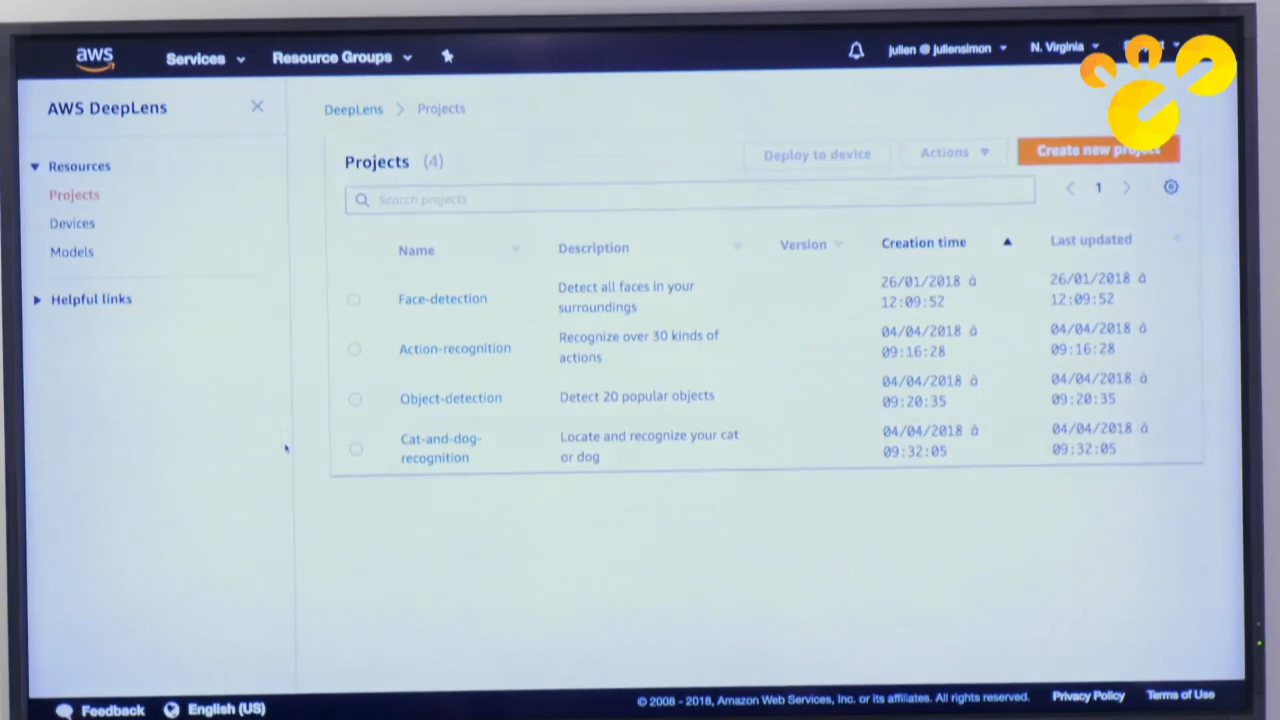 aws Services Resource Groups julien @ juliensimon N. Virginia
AWS DeepLens
DeepLens > Projects
Resources
Projects
Devices
Models
Helpful links
Projects (4)
Deploy to device Actions Create new project
Search projects
1
Name Description Version Creation time Last updated
Face-detection Detect all faces in your 26/01/2018 à 26/01/2018 à
surroundings 12:09:52 12:09:52
Action-recognition Recognize over 30 kinds of 04/04/2018 à 04/04/2018 à
actions 09:16:28 09:16:28
Object-detection Detect 20 popular objects 04/04/2018 à 04/04/2018 à
09:20:35 09:20:35
Cat-and-dog- Locate and recognize your cat 04/04/2018 à 04/04/2018 à
recognition or dog 09:32:05 09:32:05
Feedback English (US) © 2008 - 2018, Amazon Web Services, Inc. or its affiliates. All rights reserved. Privacy Policy Terms of Use